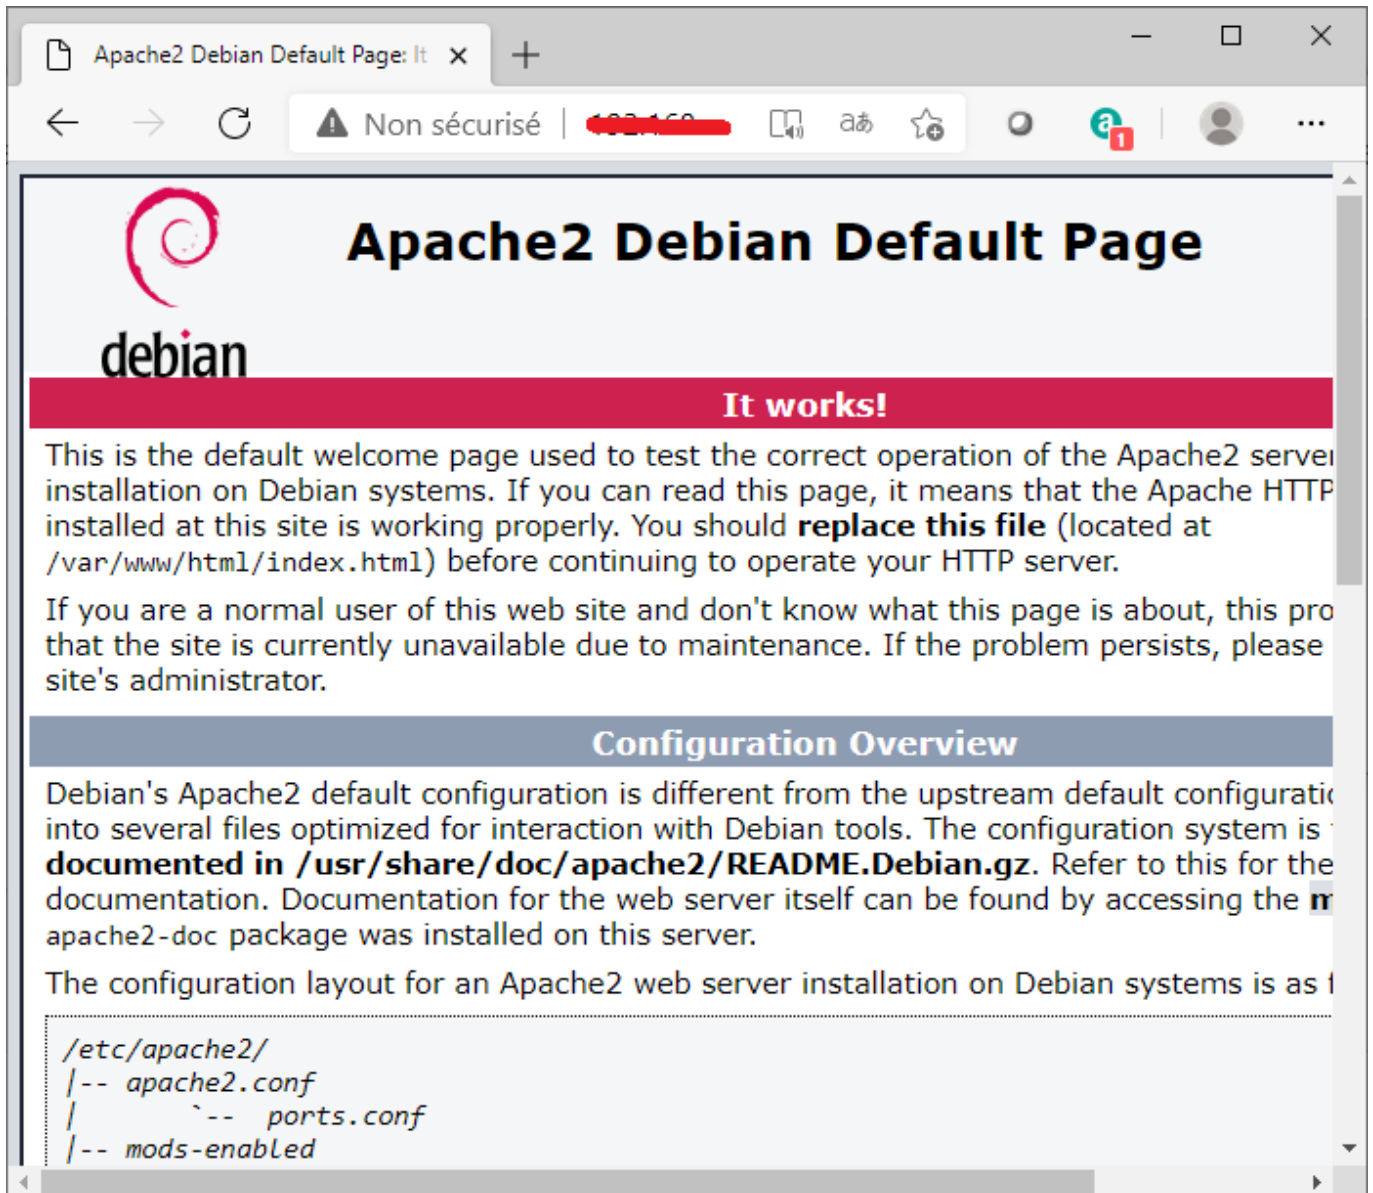 Apache2 Debian Default Page: It
Non sécurisé
aあ
a
1
debian
Apache2 Debian Default Page
It works!
This is the default welcome page used to test the correct operation of the Apache2 server
installation on Debian systems. If you can read this page, it means that the Apache HTTP
installed at this site is working properly. You should replace this file (located at
/var/www/html/index.html) before continuing to operate your HTTP server.
If you are a normal user of this web site and don't know what this page is about, this pro
that the site is currently unavailable due to maintenance. If the problem persists, please
site's administrator.
Configuration Overview
Debian's Apache2 default configuration is different from the upstream default configuratio
into several files optimized for interaction with Debian tools. The configuration system is
documented in /usr/share/doc/apache2/README.Debian.gz. Refer to this for the
documentation. Documentation for the web server itself can be found by accessing the m
apache2-doc package was installed on this server.
The configuration layout for an Apache2 web server installation on Debian systems is as f
/etc/apache2/
|-- apache2.conf
|       `--  ports.conf
|-- mods-enabled